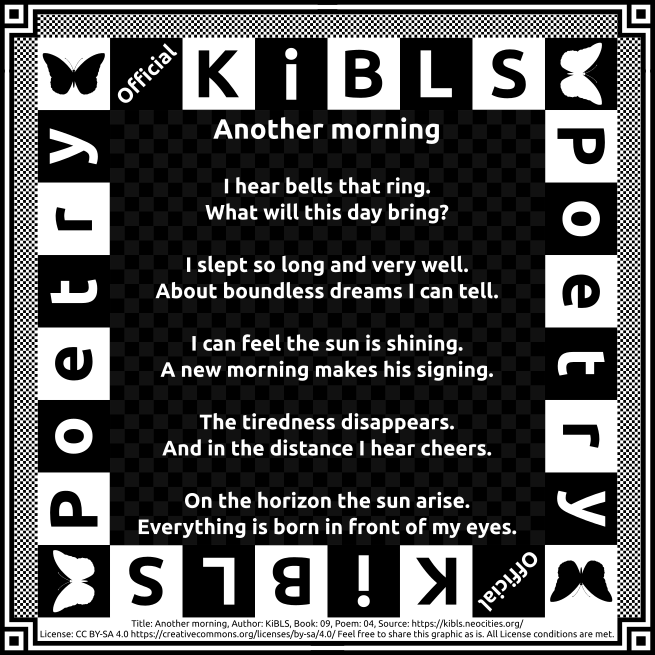 Official KiBLS
Poetry
Poetry
Another morning
I hear bells that ring.
What will this day bring?
I slept so long and very well.
About boundless dreams I can tell.
I can feel the sun is shining.
A new morning makes his signing.
The tiredness disappears.
And in the distance I hear cheers.
On the horizon the sun arise.
Everything is born in front of my eyes.
Official KiBLS
Title: Another morning, Author: KiBLS, Book: 09, Poem: 04, Source: https://kibls.neocities.org/
License: CC BY-SA 4.0 https://creativecommons.org/licenses/by-sa/4.0/ Feel free to share this graphic as is. All License conditions are met.